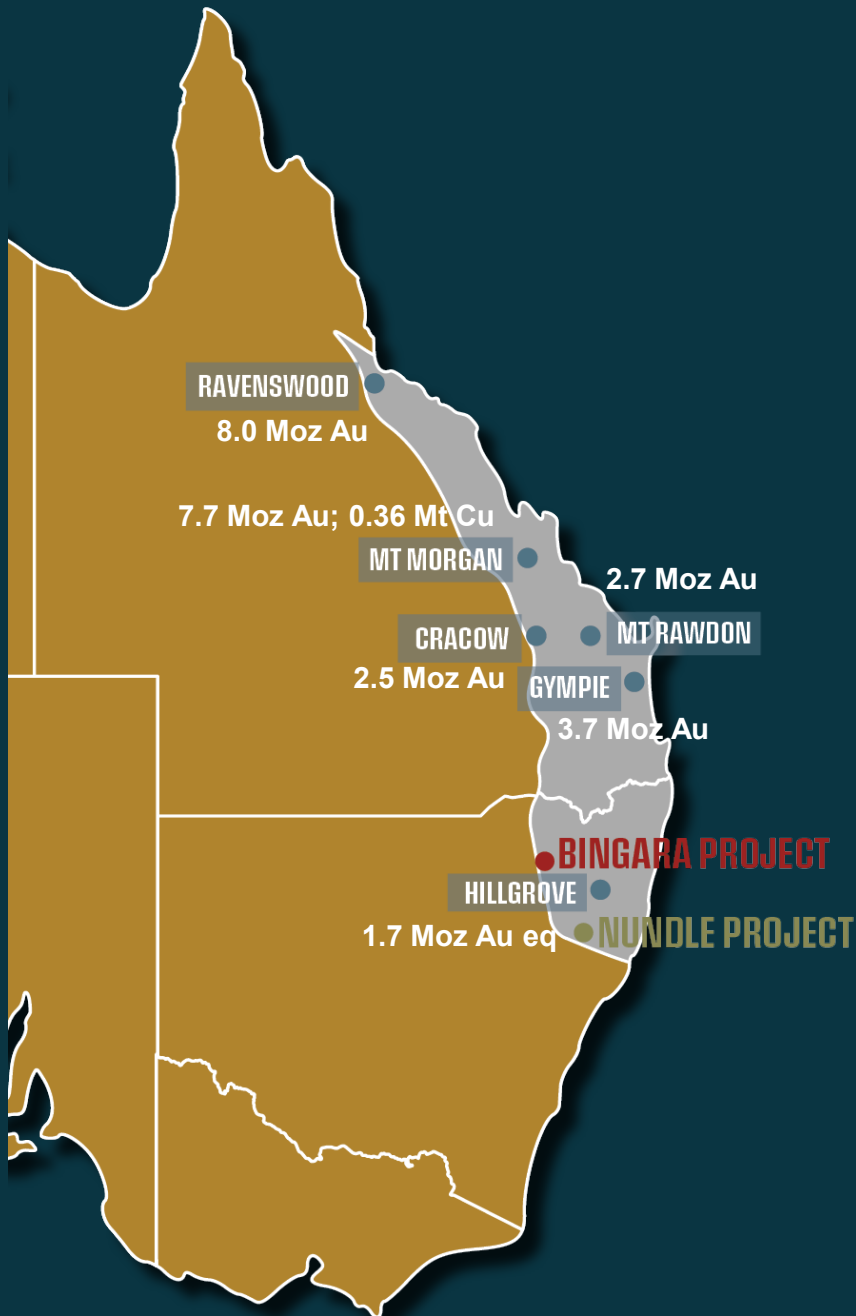 RAVENSWOOD
8.0 Moz Au
7.7 Moz Au; 0.36 Mt Cu
MT MORGAN
2.7 Moz Au
CRACOW
MT RAWDON
2.5 Moz Au
GYMPIE
3.7 Moz Au
BINGARA PROJECT
HILLGROVE
1.7 Moz Au eq
NUNDLE PROJECT